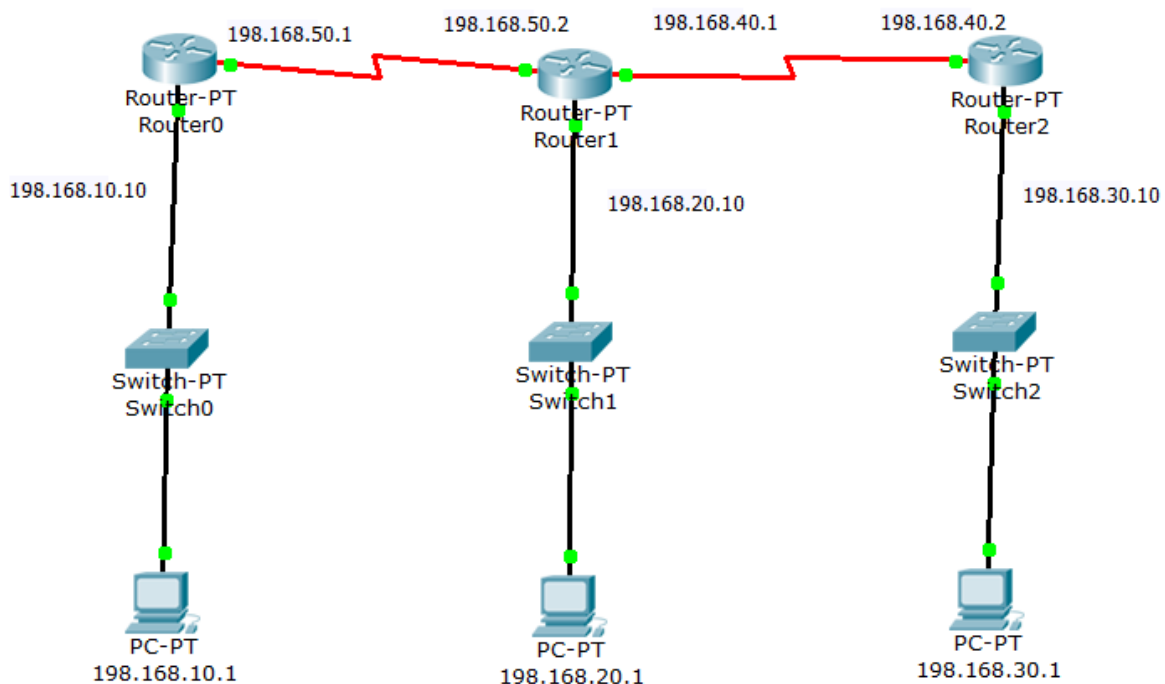 198.168.50.1
198.168.50.2
198.168.40.1
198.168.40.2
Router-PT
Router0
Router-PT
Router1
Router-PT
Router2
198.168.10.10
198.168.20.10
198.168.30.10
Switch-PT
Switch0
Switch-PT
Switch1
Switch-PT
Switch2
PC-PT
198.168.10.1
PC-PT
198.168.20.1
PC-PT
198.168.30.1